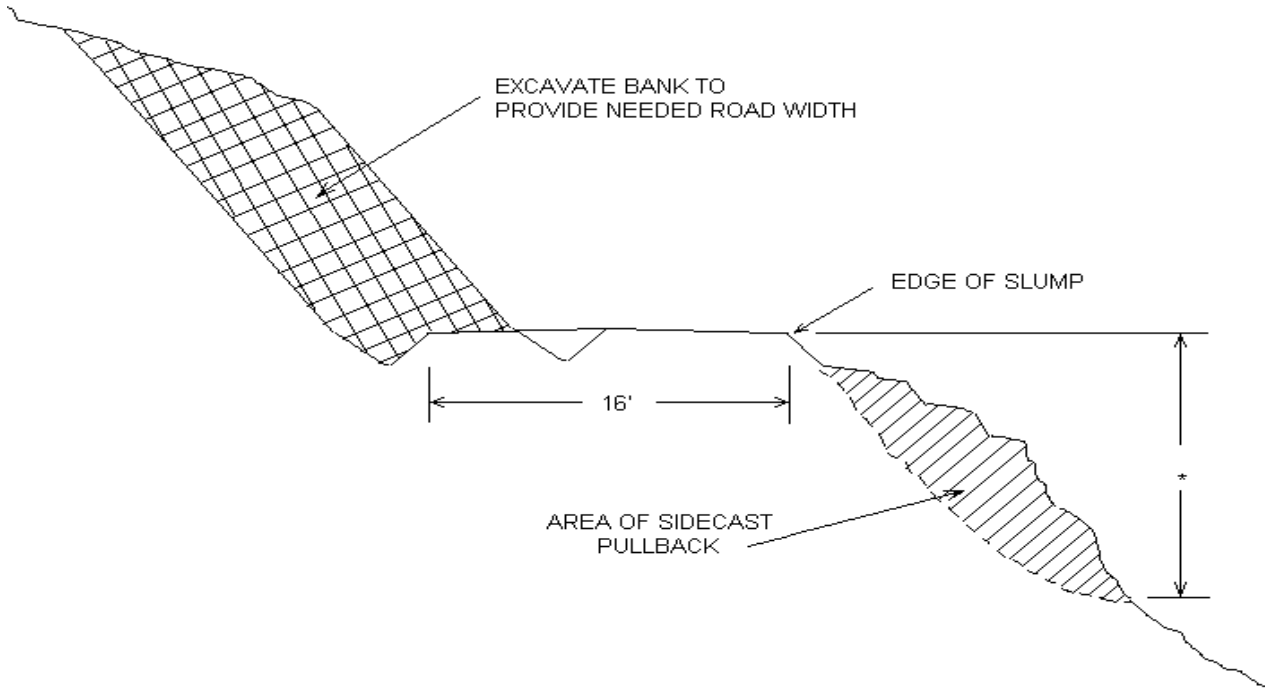 EXCAVATE BANK TO
PROVIDE NEEDED ROAD WIDTH
EDGE OF SLUMP
16'
*
AREA OF SIDECAST
PULLBACK